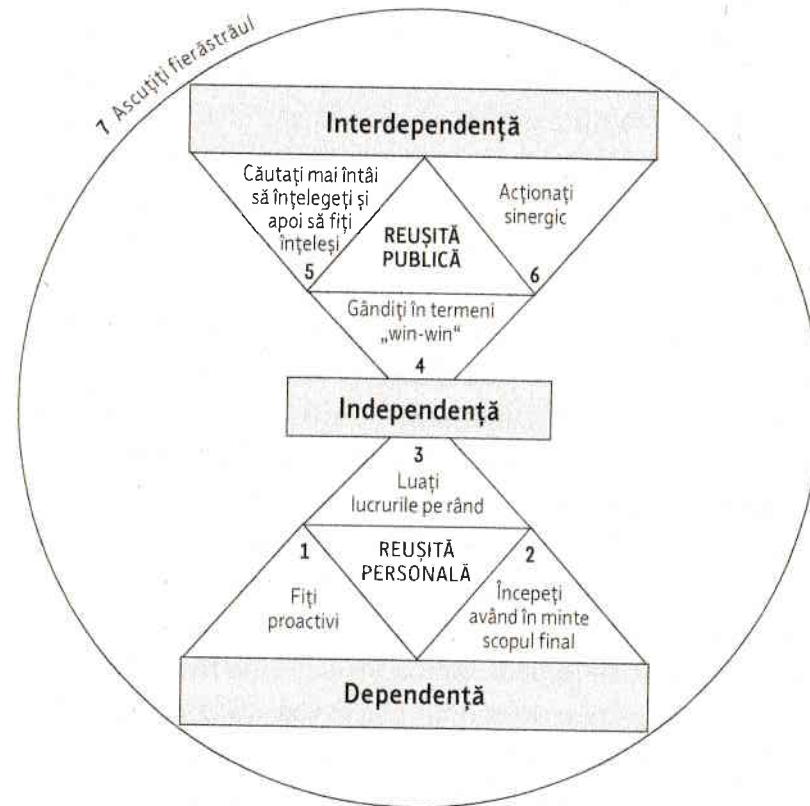 7 Ascuțiți fierăstrăul
Interdependență
Căutați mai întâi
să înțelegeți și
apoi să fiți
înțeleși
5
REUȘITĂ
PUBLICĂ
Acționați
sinergic
6
Gândiți în termeni
„win-win“
4
Independență
3
Luați
lucrurile pe rând
1
Fiți
proactivi
REUȘITĂ
PERSONALĂ
2
Începeți
având în minte
scopul final
Dependență